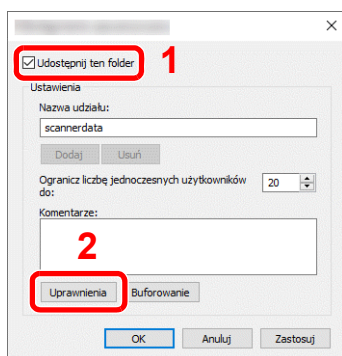 Udostępnij ten folder
1
Ustawienia
Nazwa udziału:
scannerdata
Dodaj Usuń
Ogranicz liczbę jednoczesnych użytkowników do:
20
Komentarze:
2
Uprawnienia Buforowanie
OK Anuluj Zastosuj